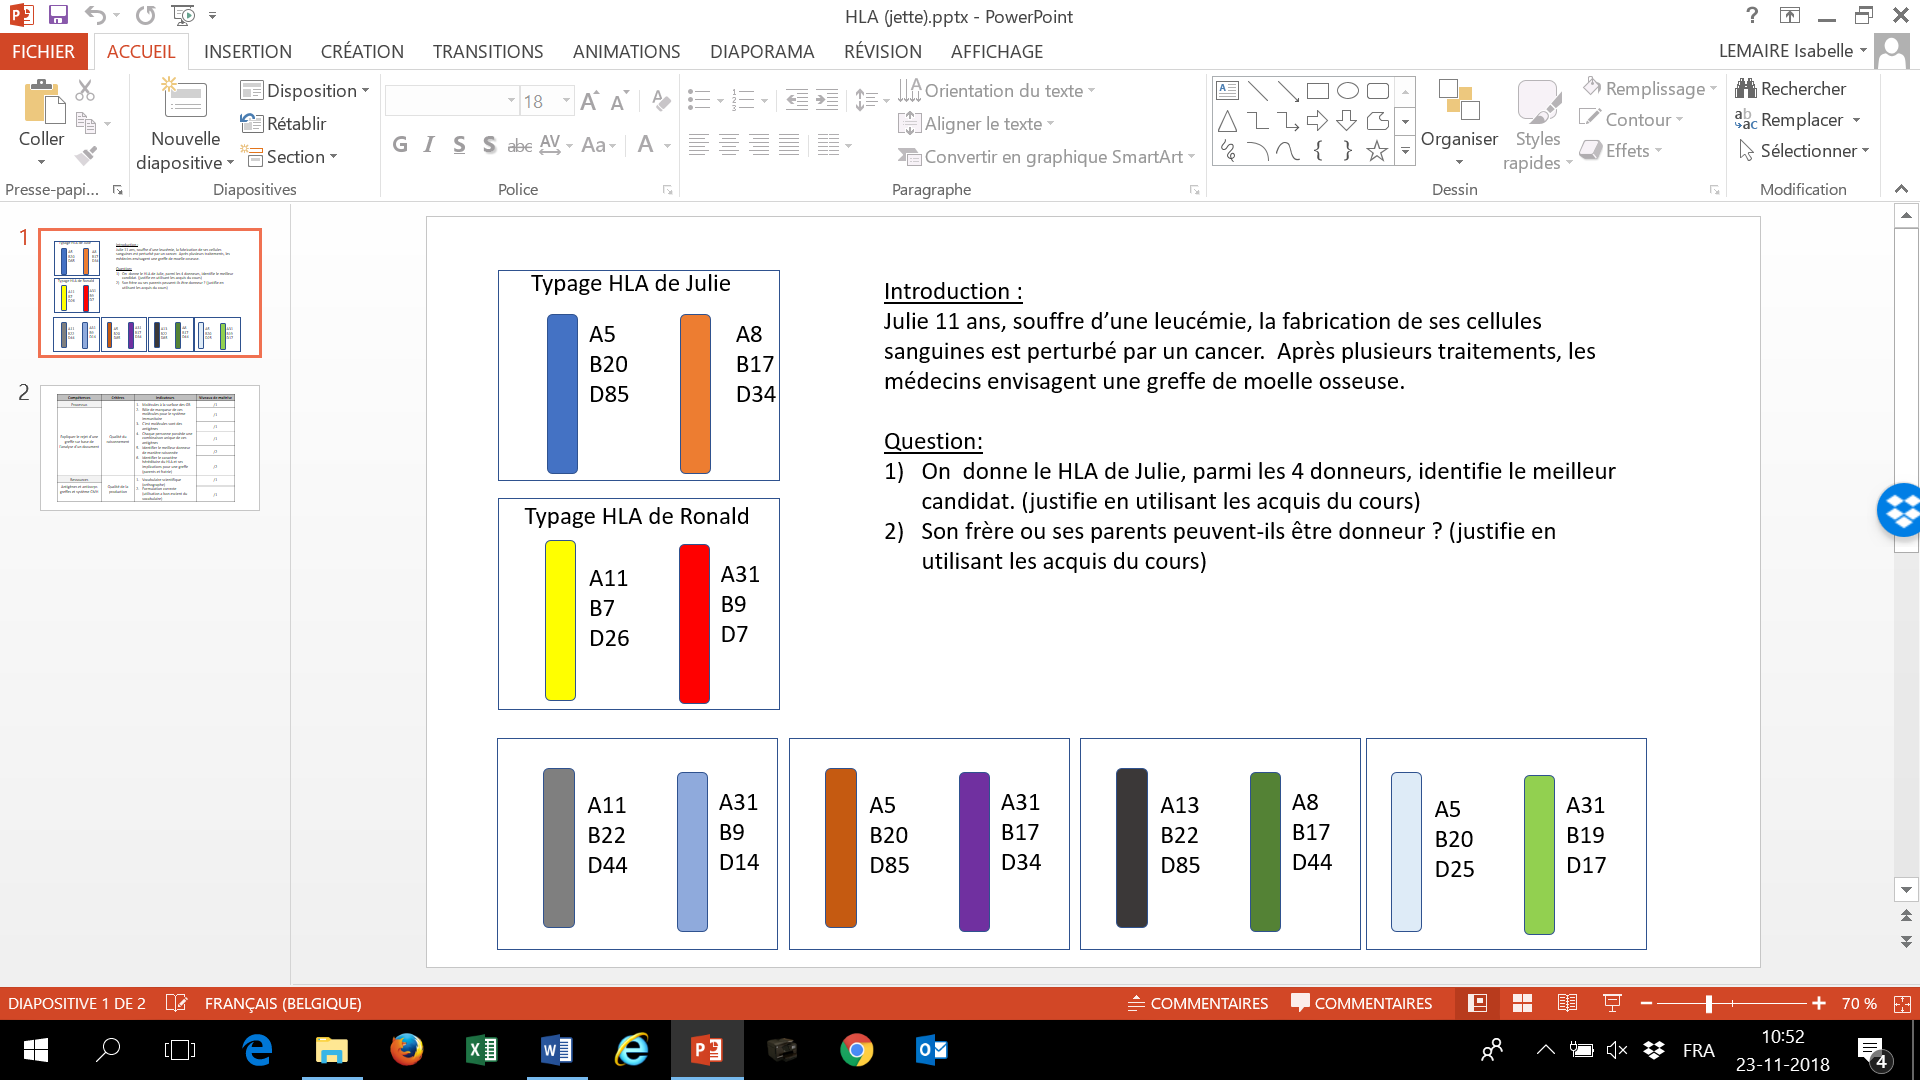 HLA (jette).pptx - PowerPoint
FICHIER
ACCUEIL
INSERTION
CRÉATION
TRANSITIONS
ANIMATIONS
DIAPORAMA
RÉVISION
AFFICHAGE
LEMAIRE Isabelle
Coller
Nouvelle
diapositive
Disposition
Rétablir
Section
18
G I S S abc AV Aa A
Orientation du texte
Aligner le texte
Convertir en graphique SmartArt
Organiser
Styles
rapides
Remplissage
Contour
Effets
Rechercher
Remplacer
Sélectionner
Presse-papi...
Diapositives
Police
Paragraphe
Dessin
Modification
1
2
Typage HLA de Julie
A5
B20
D85
A8
B17
D34
Typage HLA de Ronald
A11
B7
D26
A31
B9
D7
Introduction :
Julie 11 ans, souffre d’une leucémie, la fabrication de ses cellules
sanguines est perturbé par un cancer. Après plusieurs traitements, les
médecins envisagent une greffe de moelle osseuse.
Question:
1) On donne le HLA de Julie, parmi les 4 donneurs, identifie le meilleur
candidat. (justifie en utilisant les acquis du cours)
2) Son frère ou ses parents peuvent-ils être donneur ? (justifie en
utilisant les acquis du cours)
A11
B22
D44
A31
B9
D14
A5
B20
D85
A31
B17
D34
A13
B22
D85
A8
B17
D44
A5
B20
D25
A31
B19
D17
DIAPOSITIVE 1 DE 2
FRANÇAIS (BELGIQUE)
COMMENTAIRES
COMMENTAIRES
70 %
FRA
10:52
23-11-2018
4